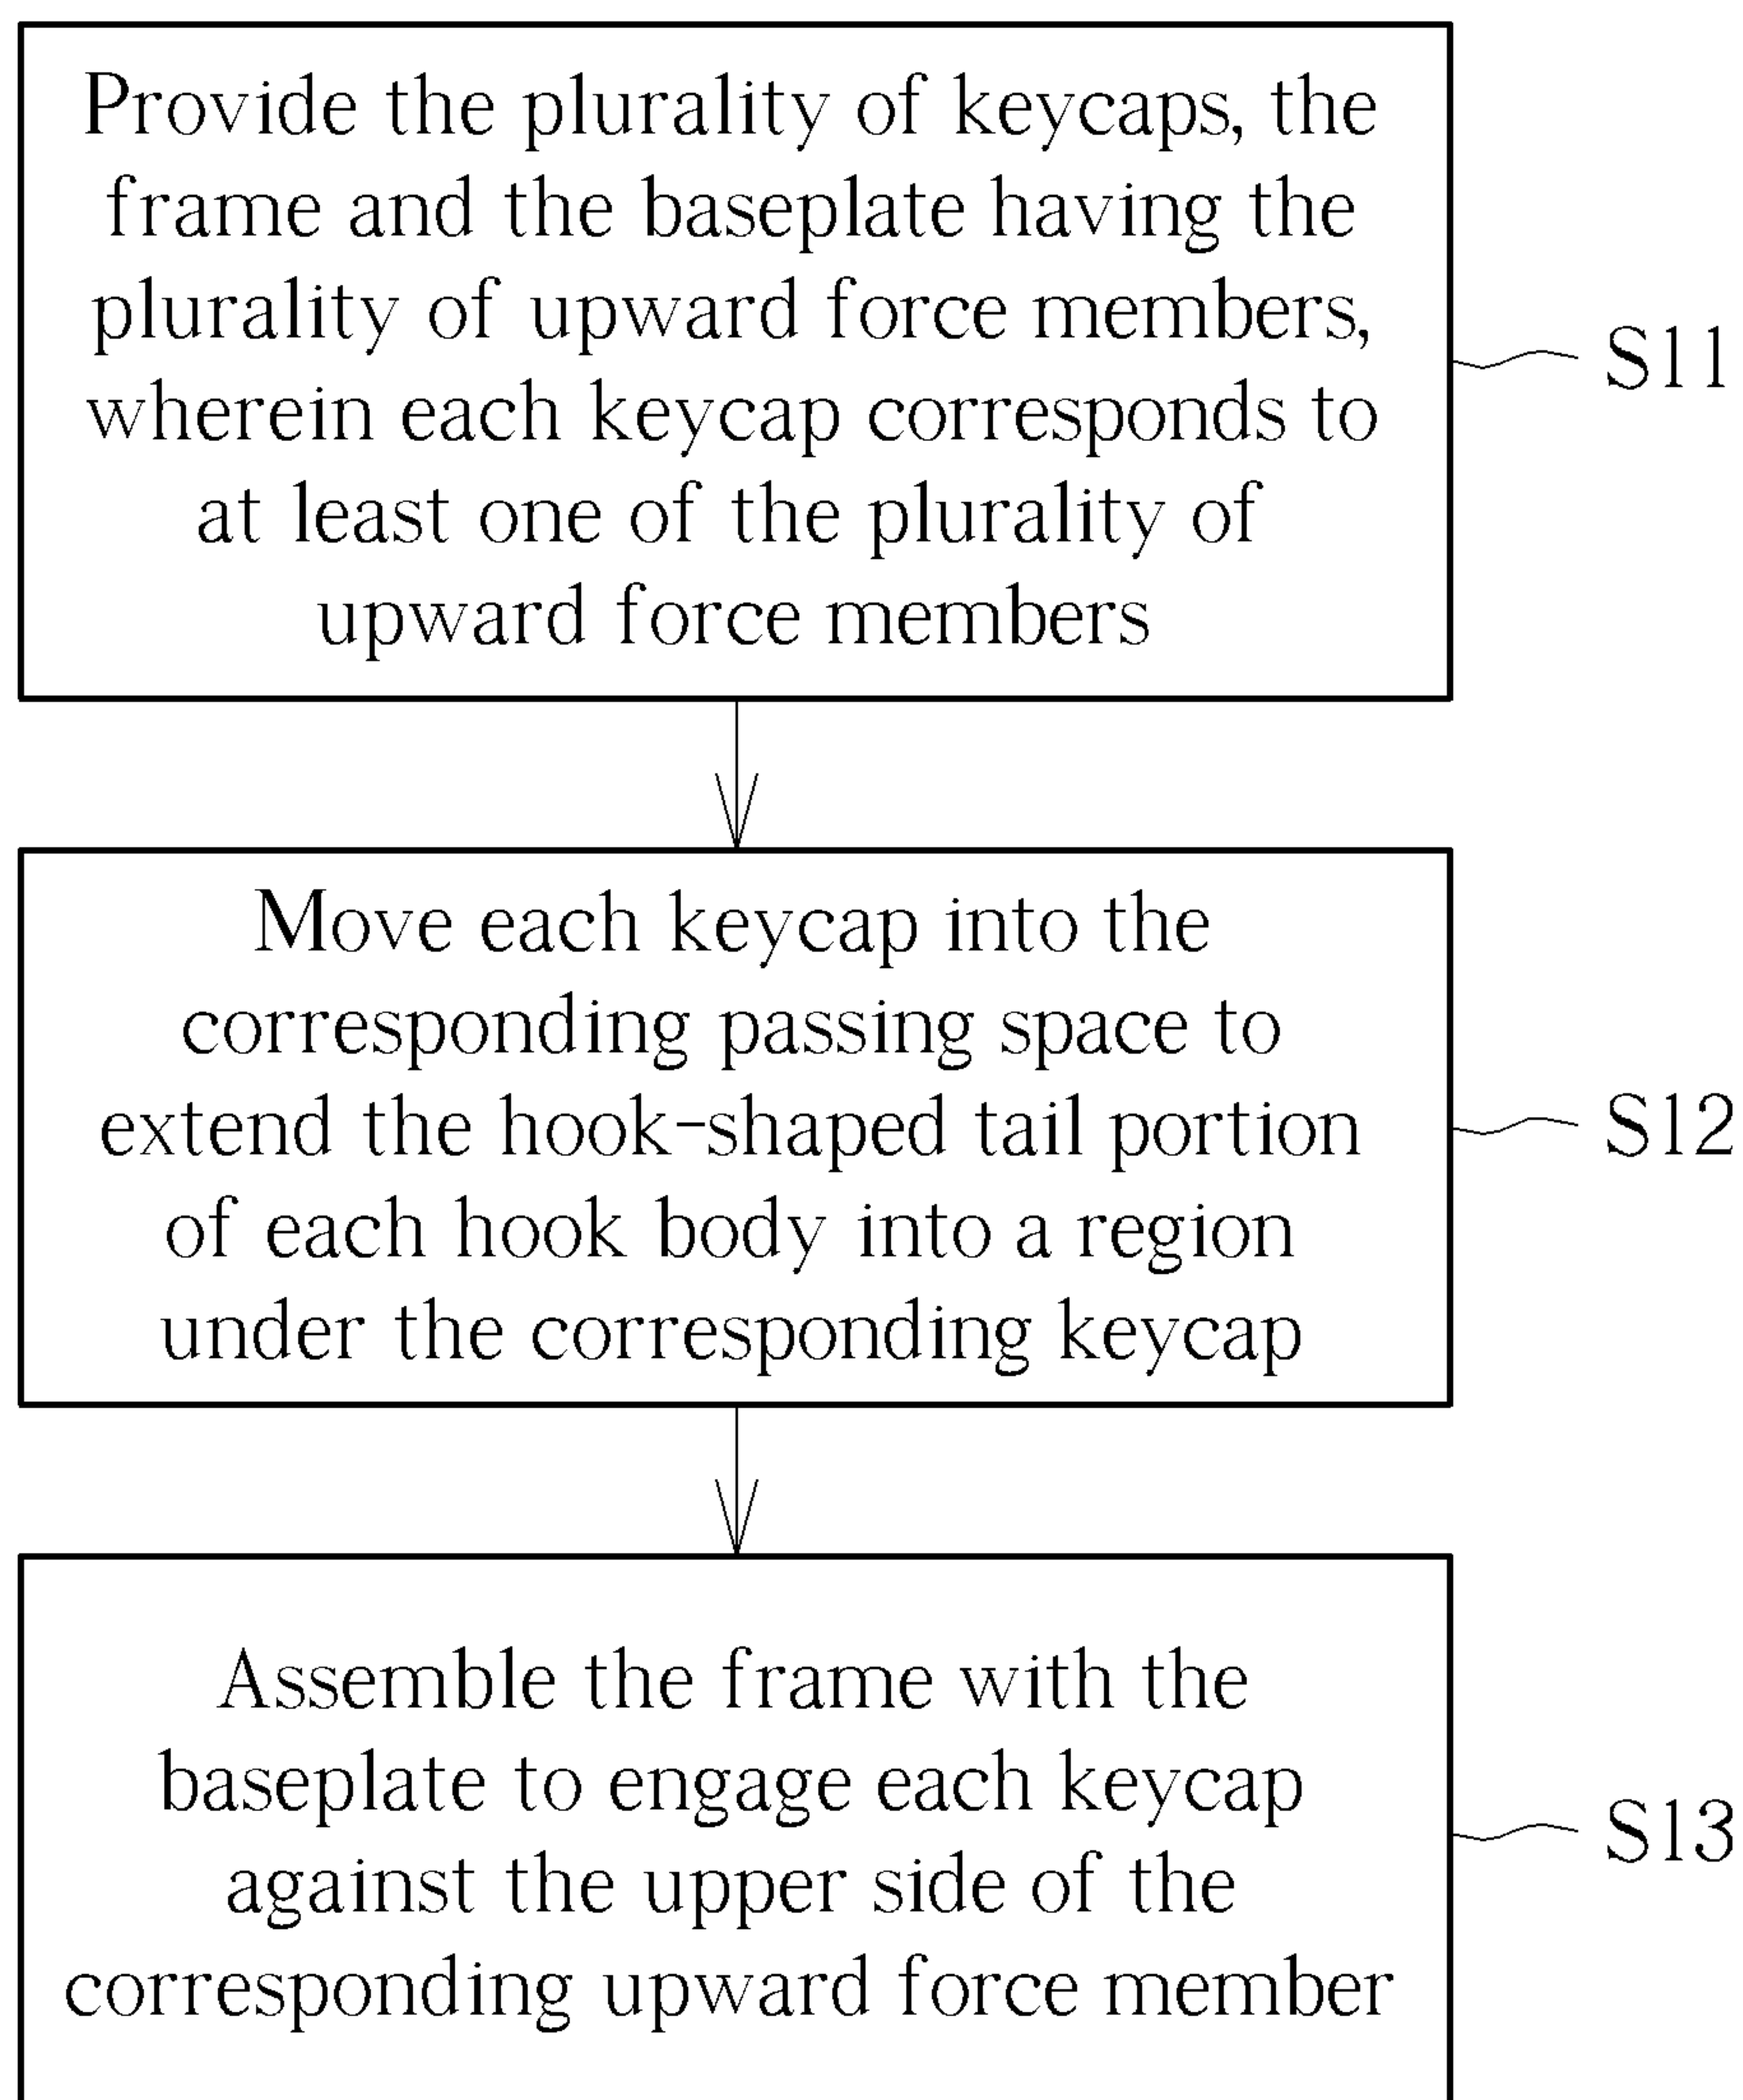 Provide the plurality of keycaps, the
frame and the baseplate having the
plurality of upward force members,
wherein each keycap corresponds to
at least one of the plurality of
upward force members
S11
Move each keycap into the
corresponding passing space to
extend the hook-shaped tail portion
of each hook body into a region
under the corresponding keycap
S12
Assemble the frame with the
baseplate to engage each keycap
against the upper side of the
corresponding upward force member
S13